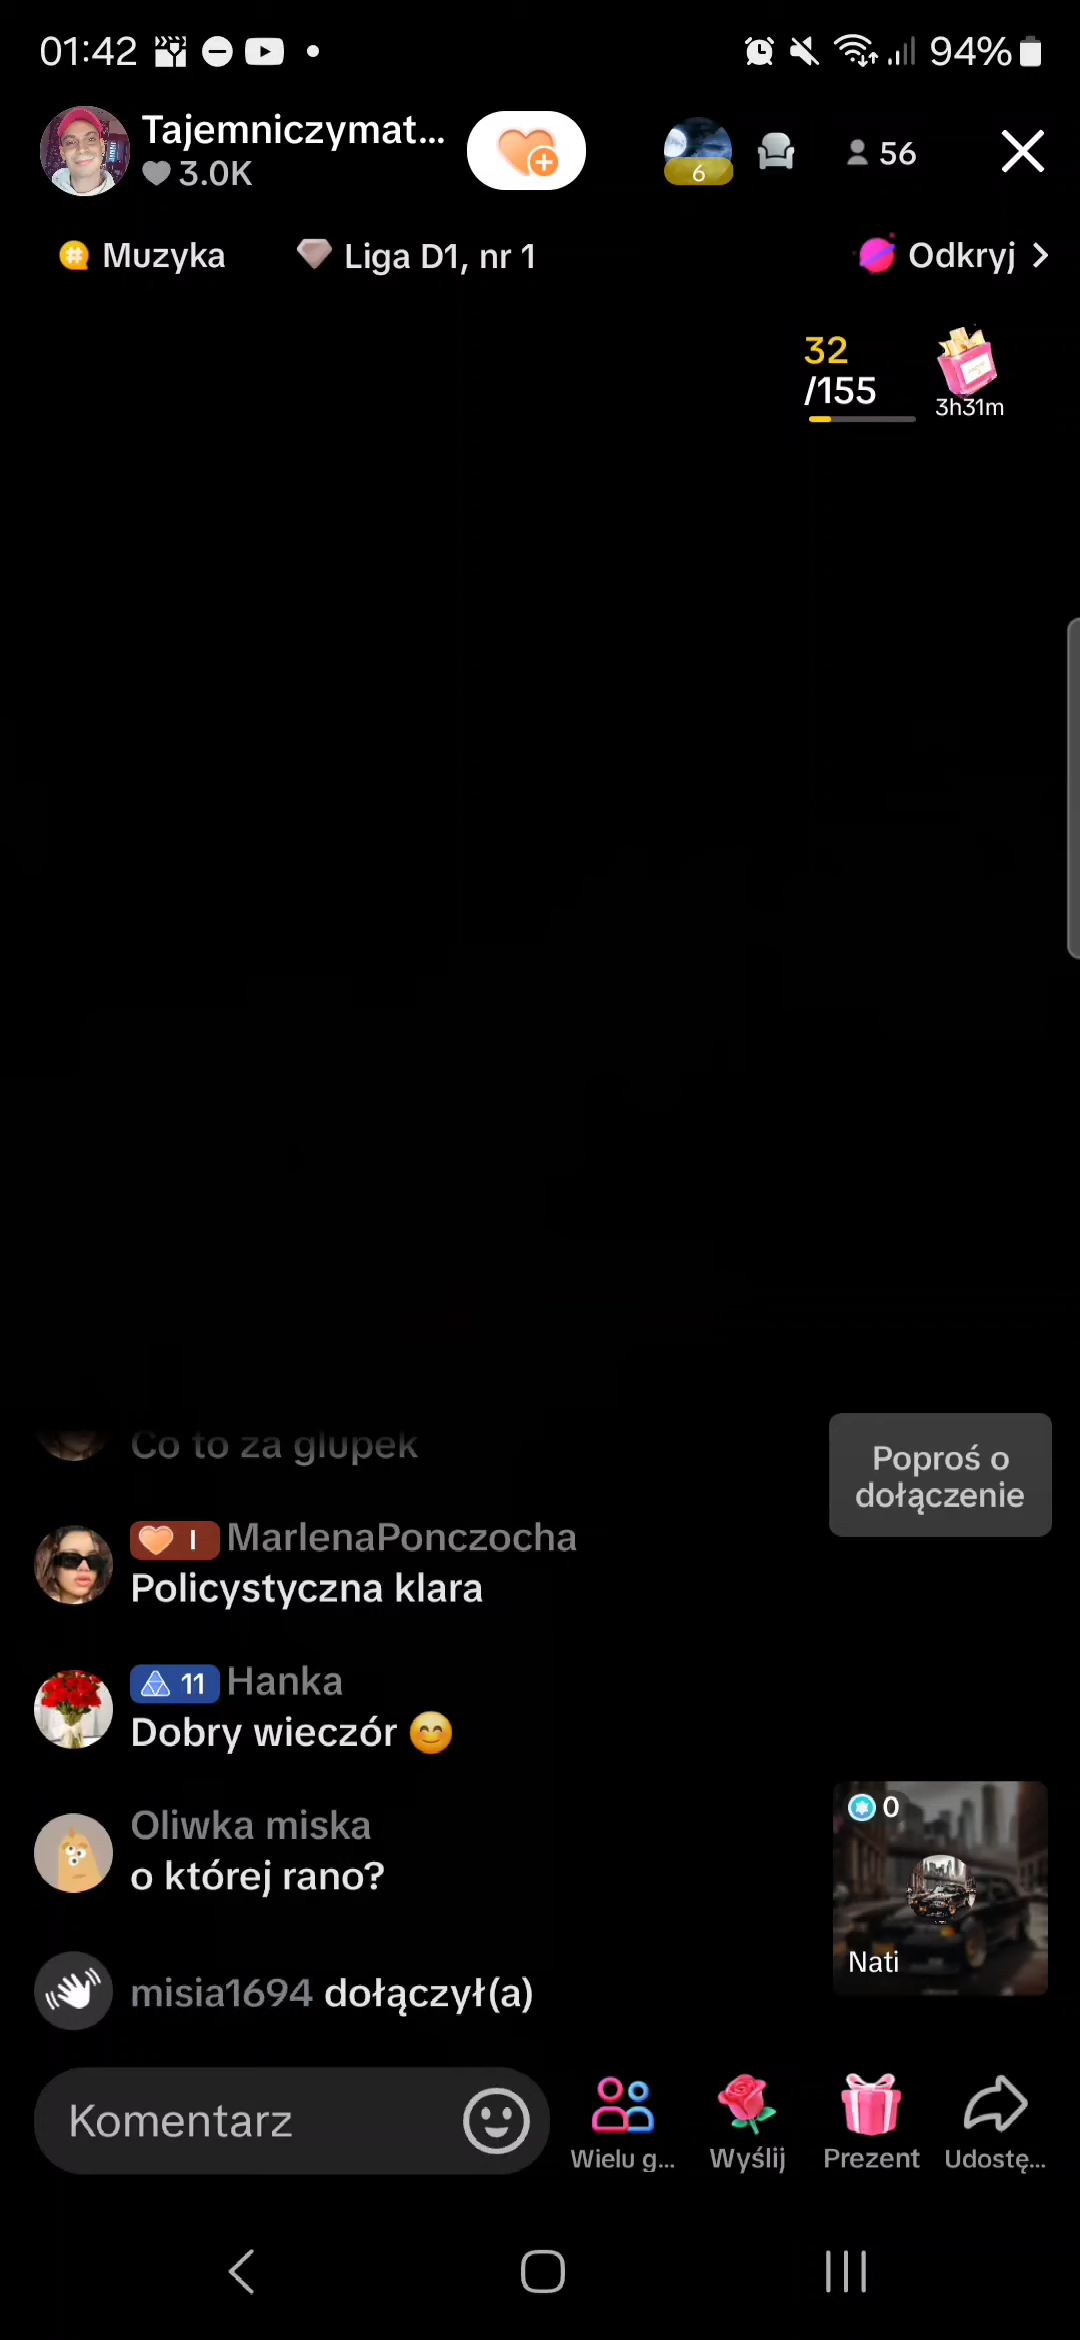 01:42
94%
Tajemniczymat...
3.0K
6
56
Muzyka
Liga D1, nr 1
Odkryj
32
/155
3h31m
Co to za glupek
Poproś o
dołączenie
I MarlenaPonczocha
Policystyczna klara
11 Hanka
Dobry wieczór 😊
Oliwka miska
o której rano?
0
Nati
misia1694 dołączył(a)
Komentarz
Wielu g...
Wyślij
Prezent
Udostę...